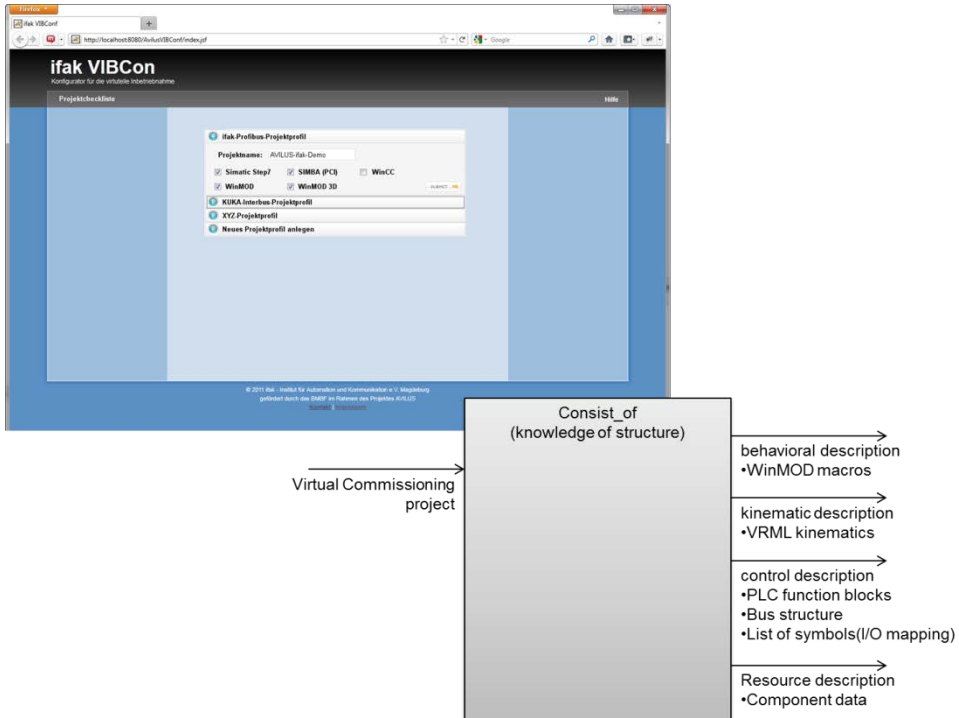 Firefox
ifak VIBConf
http://localhost:8080/AvilusVIBConf/index.jsf
Google
ifak VIBCon
Konfigurator für die virtuelle Inbetriebnahme
Projektcheckliste
Hilfe
ifak-Profibus-Projektprofil
Projektname: AVILUS-ifak-Demo
Simatic Step7 SIMBA (PCI) WinCC
WinMOD WinMOD 3D
KUKA-Interbus-Projektprofil
XYZ-Projektprofil
Neues Projektprofil anlegen
© 2011 ifak - Institut für Automation und Kommunikation e.V. Magdeburg
gefördert durch das BMBF im Rahmen des Projektes AVILUS
Kontakt Impressum
Consist_of
(knowledge of structure)
Virtual Commissioning
project
behavioral description
•WinMOD macros
kinematic description
•VRML kinematics
control description
•PLC function blocks
•Bus structure
•List of symbols(I/O mapping)
Resource description
•Component data